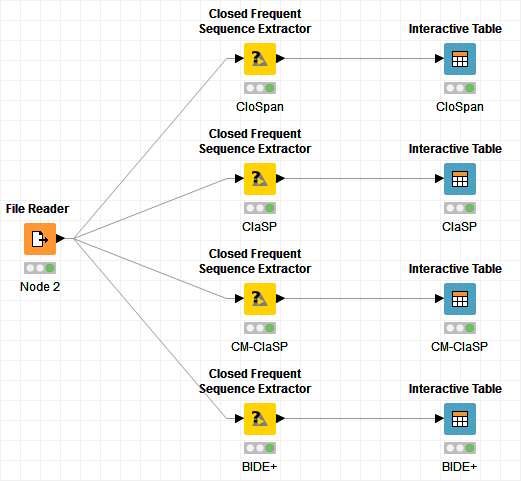 Closed Frequent
Sequence Extractor
Interactive Table
CloSpan
CloSpan
Closed Frequent
Sequence Extractor
Interactive Table
ClaSP
ClaSP
File Reader
Node 2
Closed Frequent
Sequence Extractor
Interactive Table
CM-ClaSP
CM-ClaSP
Closed Frequent
Sequence Extractor
Interactive Table
BIDE+
BIDE+